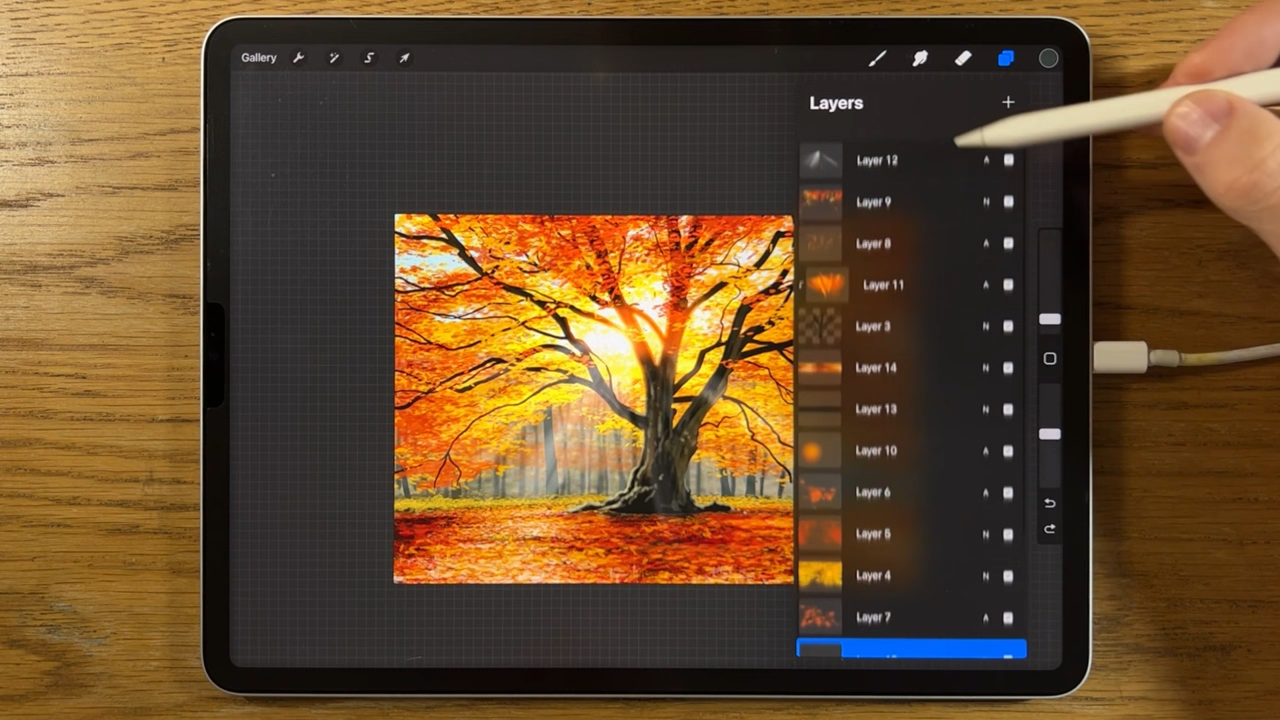 Gallery
Layers
Layer 12 A
Layer 9 N
Layer 8 A
Layer 11 A
Layer 3 N
Layer 14 N
Layer 13 N
Layer 10 A
Layer 6 A
Layer 5 N
Layer 4 N
Layer 7 A